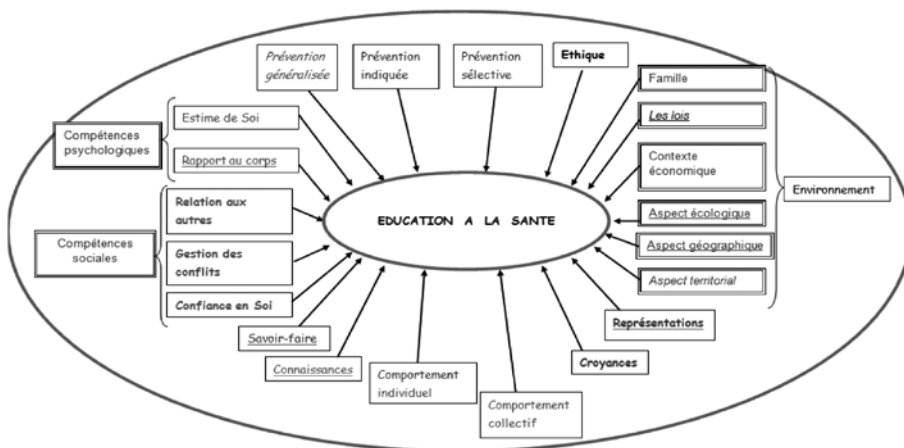 Prévention
généralisée
Prévention
indiquée
Prévention
sélective
Ethique
Famille
Les lois
Contexte
économique
Aspect écologique
Aspect géographique
Aspect territorial
Environnement
Compétences
psychologiques
Estime de Soi
Rapport au corps
Compétences
sociales
Relation aux
autres
Gestion des
conflits
Confiance en Soi
EDUCATION A LA SANTE
Savoir-faire
Connaissances
Comportement
individuel
Comportement
collectif
Croyances
Représentations